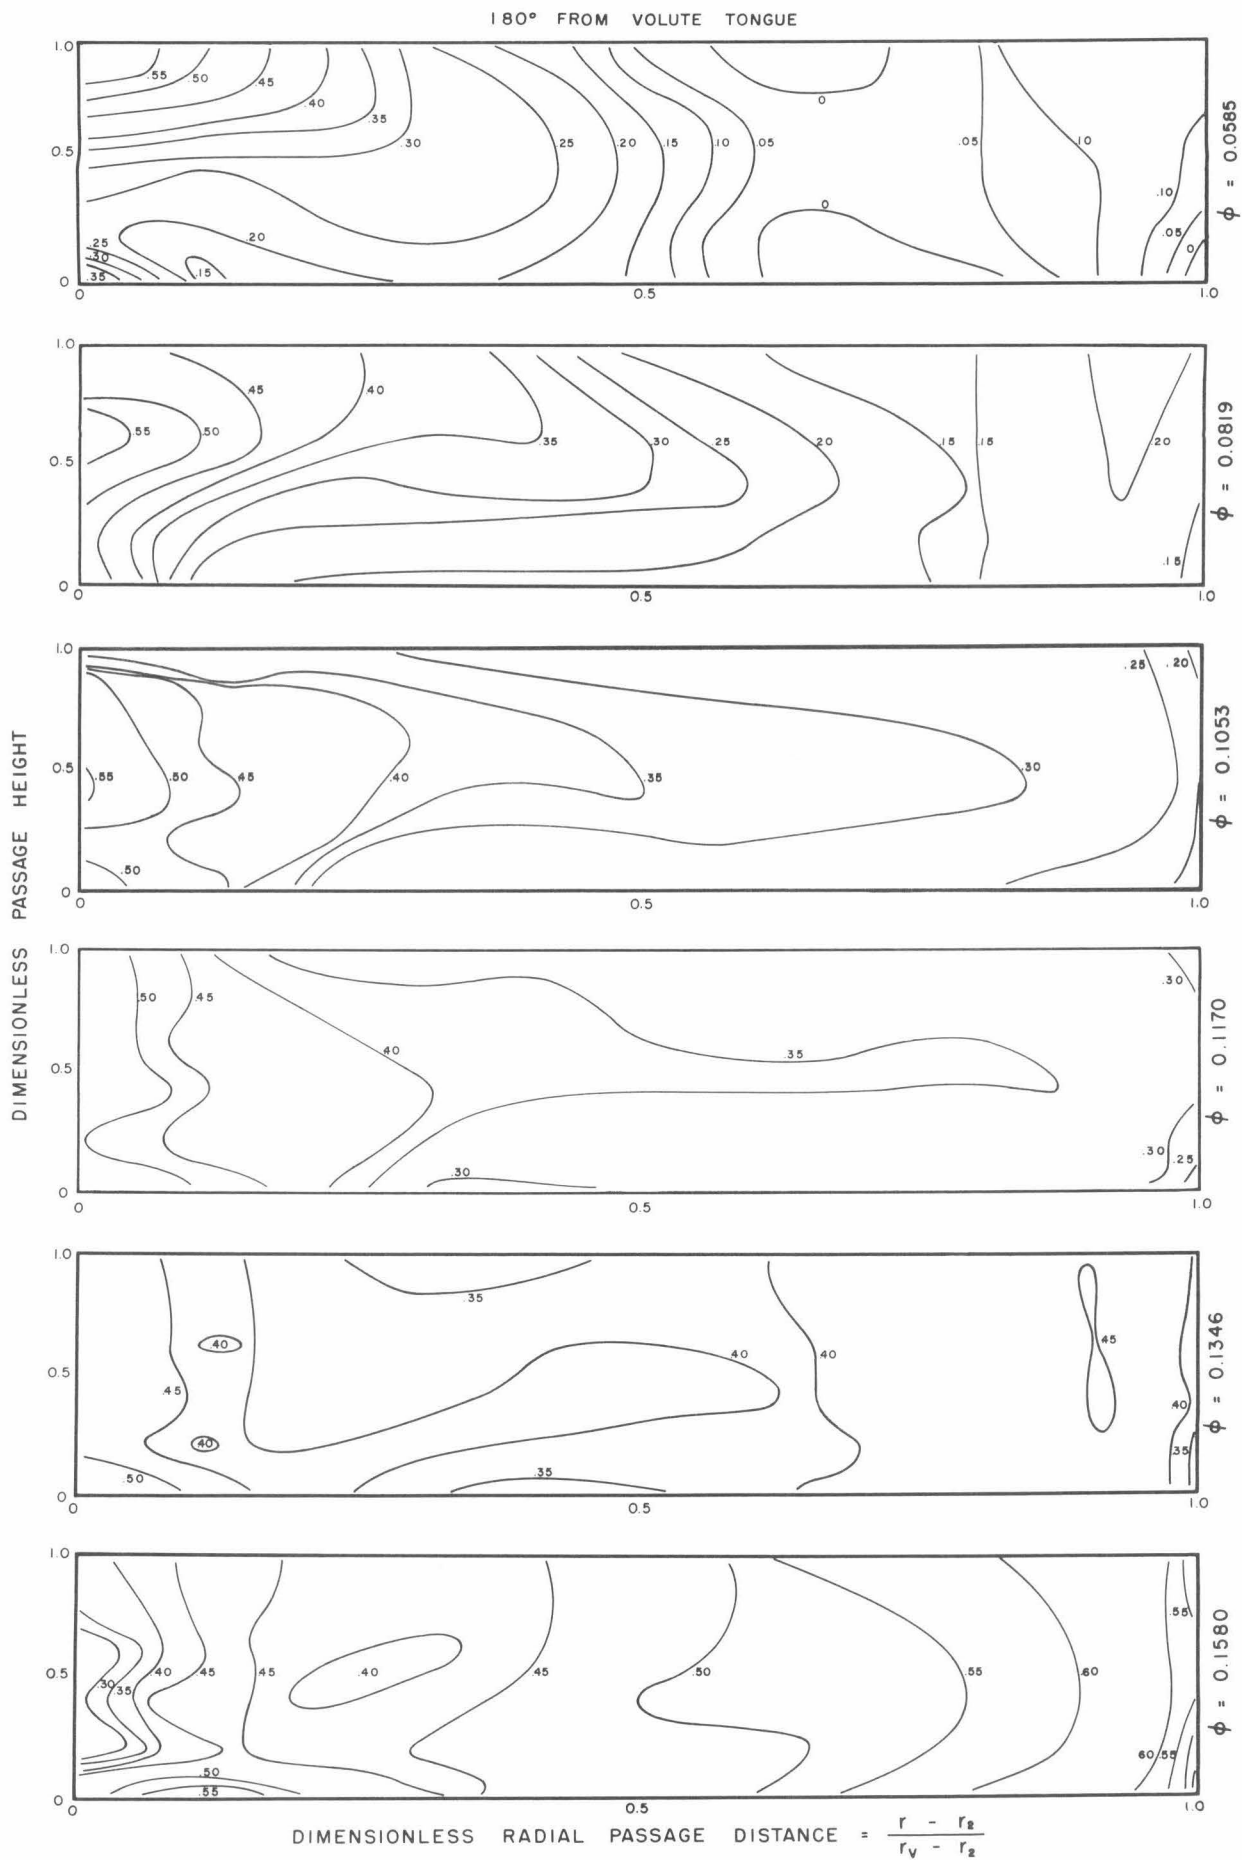 180° FROM VOLUTE TONGUE
1.0
.55 .50 .45 .40 .35 .30 .25 .20 .15 .10 .05 0 .05 .10 .10 .05 0
0.5
0
.25 .20 0
.30
.35 .15
0 0.5 1.0
φ = 0.0585
1.0
.55 .50 .45 .40 .35 .30 .25 .20 .15 .15 .20
0.5
.15
0
0 0.5 1.0
φ = 0.0819
1.0
.25 .20
.55 .50 .45 .40 .35 .30
0.5
.50
0
0 0.5 1.0
φ = 0.1053
DIMENSIONLESS PASSAGE HEIGHT
1.0
.50 .45 .30
.40 .35
0.5
.30 .30 .25
0
0 0.5 1.0
φ = 0.1170
1.0
.35
.40 .40 .40 .45
0.5
.45 .40
.40 .35
.50 .35
0
0 0.5 1.0
φ = 0.1346
1.0
.55
0.5
.30 .35 .40 .45 .45 .40 .45 .50 .55 .60
.60 .55
.50
.55
0
0 0.5 1.0
φ = 0.1580
DIMENSIONLESS RADIAL PASSAGE DISTANCE = r - r₂
rᵥ - r₂